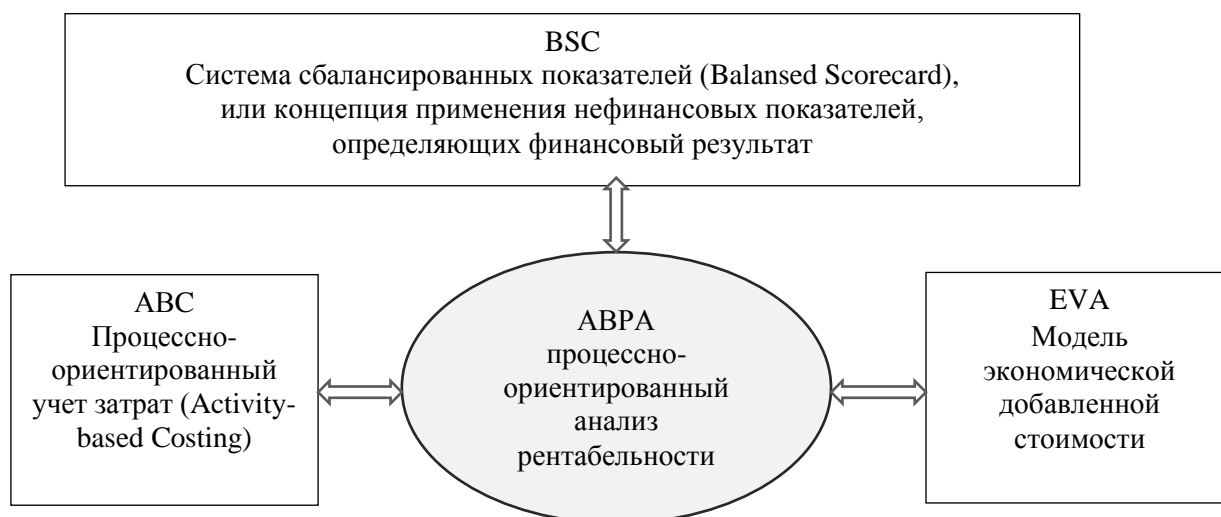 BSC
Система сбалансированных показателей (Balansed Scorecard),
или концепция применения нефинансовых показателей,
определяющих финансовый результат
ABC
Процессно-
ориентированный
учет затрат (Activity-
based Costing)
ABPA
процессно-
ориентированный
анализ
рентабельности
EVA
Модель
экономической
добавленной
стоимости